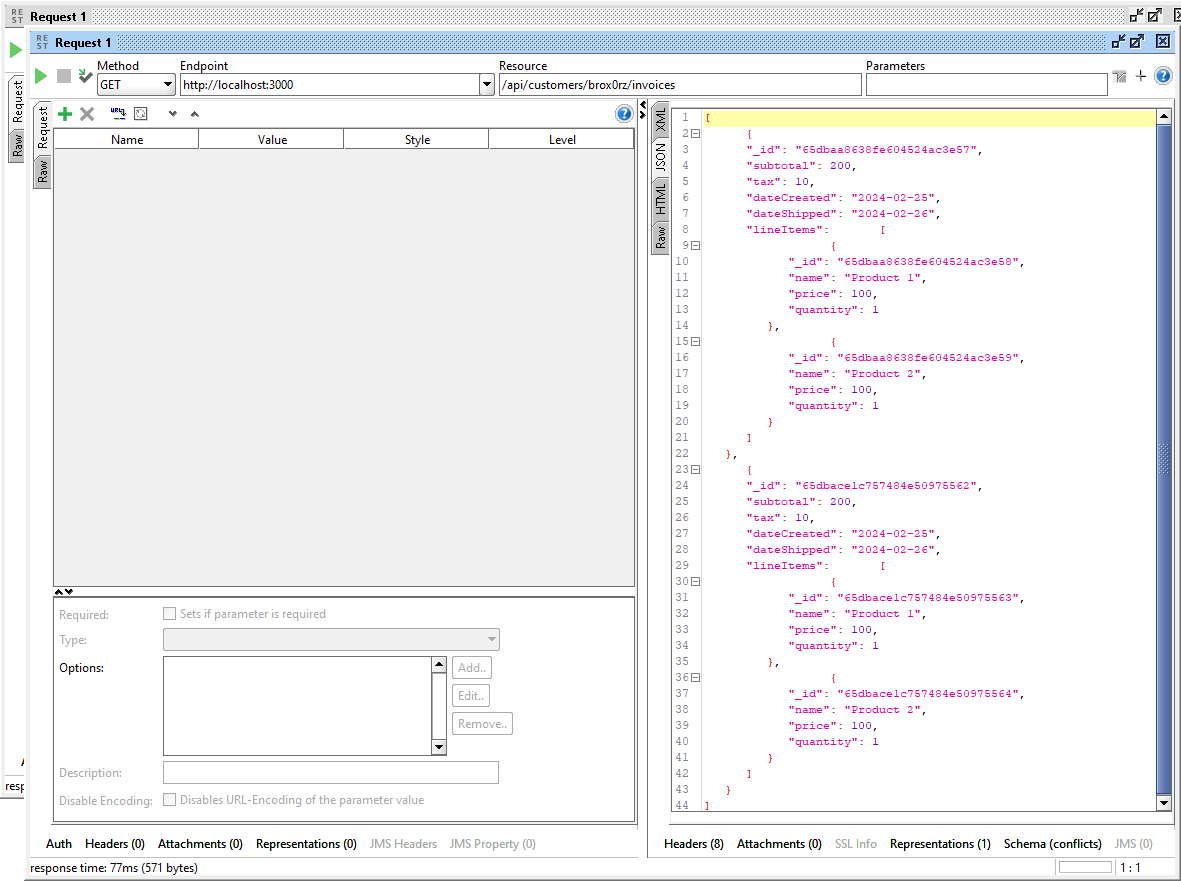 RE ST Request 1
RE ST Request 1
Method Endpoint Resource Parameters
GET http://localhost:3000 /api/customers/brox0rz/invoices
Request
Raw
Request
Raw
URL
Name Value Style Level
XML
JSON
HTML
Raw
1 [
2 {
3 "_id": "65dbaa8638fe604524ac3e57",
4 "subtotal": 200,
5 "tax": 10,
6 "dateCreated": "2024-02-25",
7 "dateShipped": "2024-02-26",
8 "lineItems": [
9 {
10 "_id": "65dbaa8638fe604524ac3e58",
11 "name": "Product 1",
12 "price": 100,
13 "quantity": 1
14 },
15 {
16 "_id": "65dbaa8638fe604524ac3e59",
17 "name": "Product 2",
18 "price": 100,
19 "quantity": 1
20 }
21 ]
22 },
23 {
24 "_id": "65dbace1c757484e50975562",
25 "subtotal": 200,
26 "tax": 10,
27 "dateCreated": "2024-02-25",
28 "dateShipped": "2024-02-26",
29 "lineItems": [
30 {
31 "_id": "65dbace1c757484e50975563",
32 "name": "Product 1",
33 "price": 100,
34 "quantity": 1
35 },
36 {
37 "_id": "65dbace1c757484e50975564",
38 "name": "Product 2",
39 "price": 100,
40 "quantity": 1
41 }
42 ]
43 }
44 ]
Required: Sets if parameter is required
Type:
Options: Add..
Edit..
Remove..
Description:
Disable Encoding: Disables URL-Encoding of the parameter value
Auth Headers (0) Attachments (0) Representations (0) JMS Headers JMS Property (0)
Headers (8) Attachments (0) SSL Info Representations (1) Schema (conflicts) JMS (0)
resp
response time: 77ms (571 bytes)
1 : 1